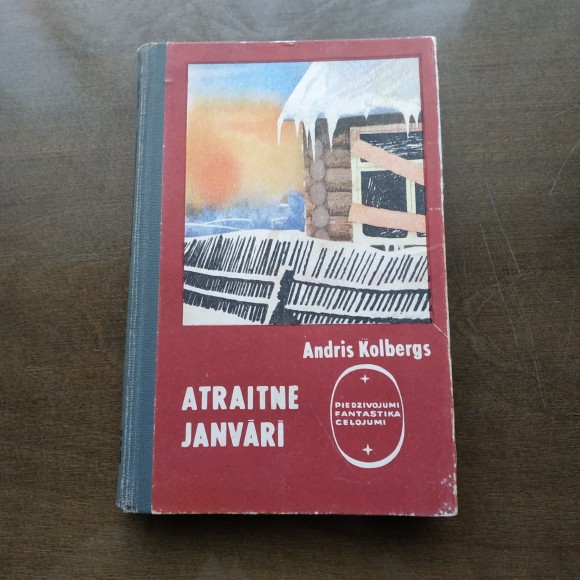 Andris Kolbergs
ATRAITNE
JANVĀRĪ
PIEDZĪVOJUMI
FANTASTIKA
CEĻOJUMI